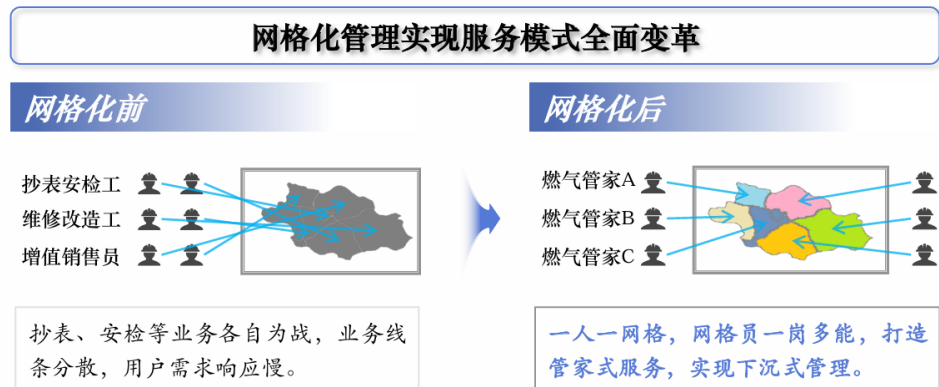 网格化管理实现服务模式全面变革
网格化前
抄表安检工
维修改造工
增值销售员
抄表、安检等业务各自为战，业务线
条分散，用户需求响应慢。
网格化后
燃气管家A
燃气管家B
燃气管家C
一人一网格，网格员一岗多能，打造
管家式服务，实现下沉式管理。